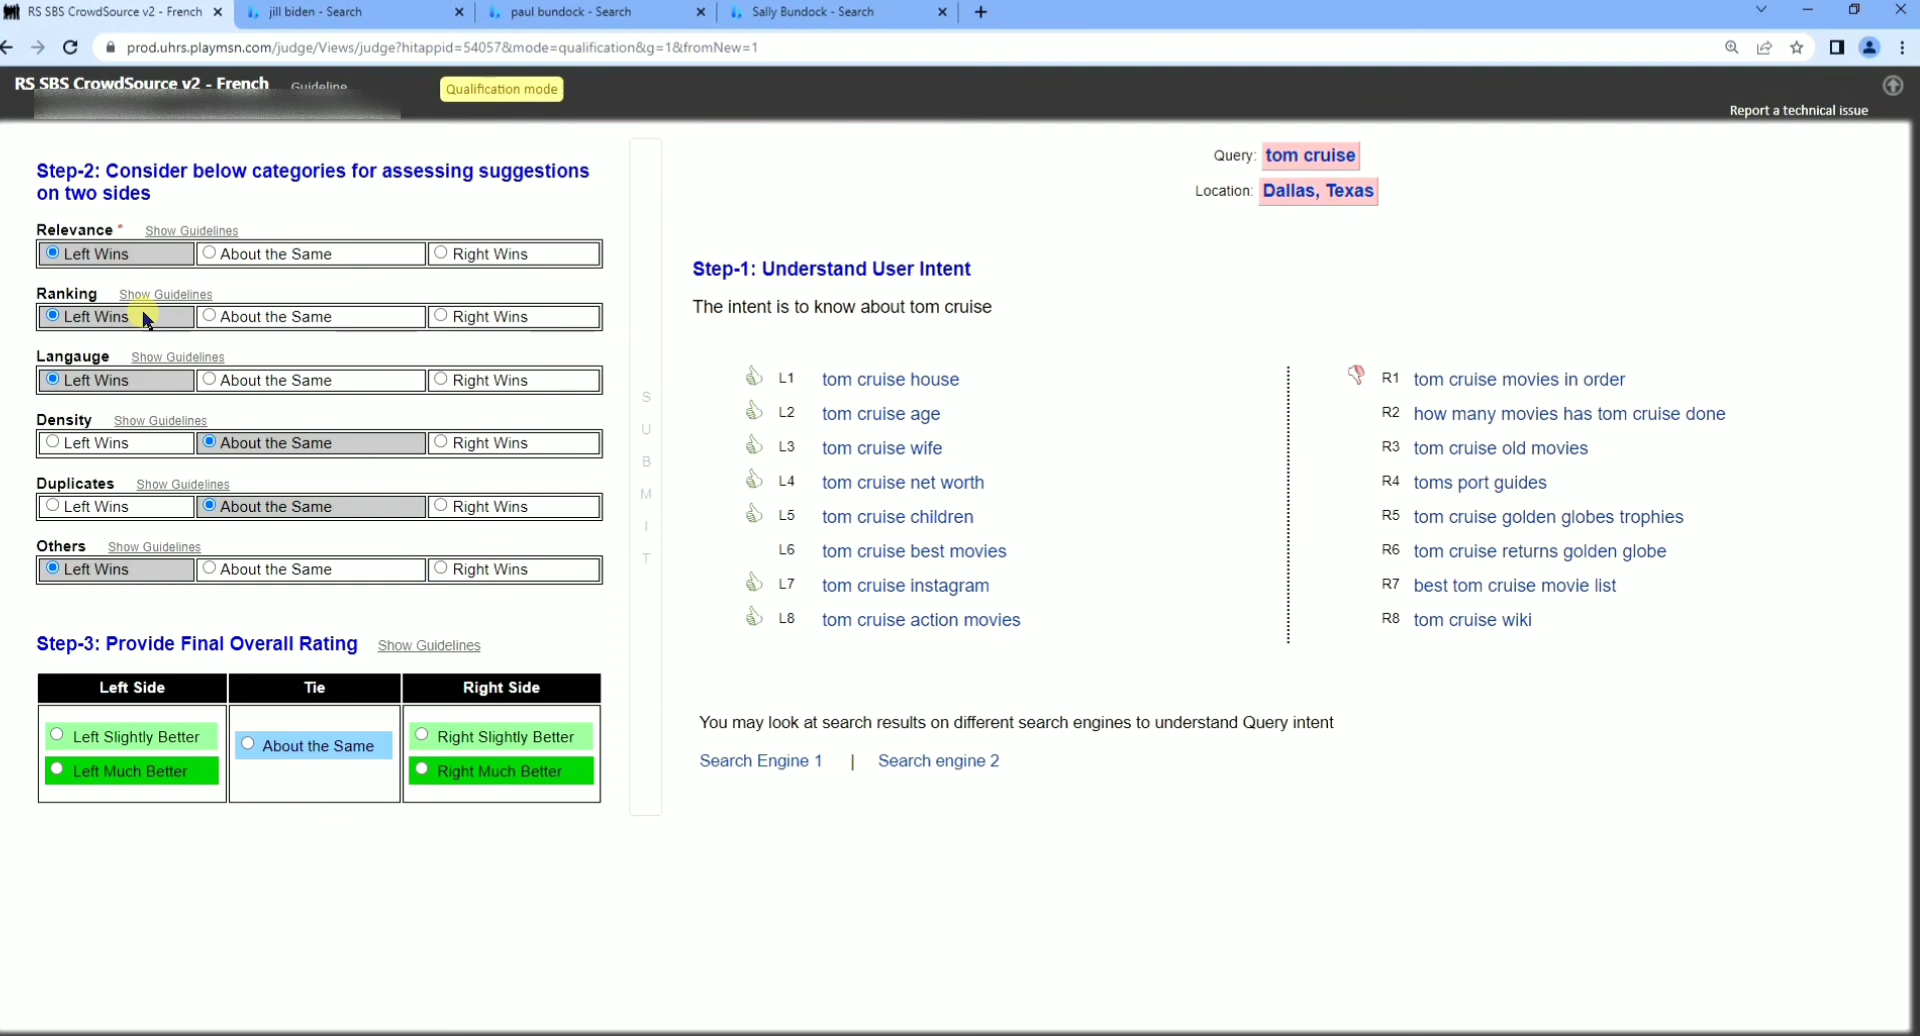 RS SBS CrowdSource v2 - French
jill biden - Search
paul bundock - Search
Sally Bundock - Search
prod.uhrs.playmsn.com/judge/Views/judge?hitappid=54057&mode=qualification&g=1&fromNew=1
RS SBS CrowdSource v2 - French
Guideline
Qualification mode
Report a technical issue
Step-2: Consider below categories for assessing suggestions
on two sides
Relevance * Show Guidelines
Left Wins About the Same Right Wins
Ranking Show Guidelines
Left Wins About the Same Right Wins
Langauge Show Guidelines
Left Wins About the Same Right Wins
Density Show Guidelines
Left Wins About the Same Right Wins
Duplicates Show Guidelines
Left Wins About the Same Right Wins
Others Show Guidelines
Left Wins About the Same Right Wins
Step-3: Provide Final Overall Rating Show Guidelines
Left Side Tie Right Side
Left Slightly Better About the Same Right Slightly Better
Left Much Better Right Much Better
S
U
B
M
I
T
Query: tom cruise
Location: Dallas, Texas
Step-1: Understand User Intent
The intent is to know about tom cruise
L1 tom cruise house
L2 tom cruise age
L3 tom cruise wife
L4 tom cruise net worth
L5 tom cruise children
L6 tom cruise best movies
L7 tom cruise instagram
L8 tom cruise action movies
R1 tom cruise movies in order
R2 how many movies has tom cruise done
R3 tom cruise old movies
R4 toms port guides
R5 tom cruise golden globes trophies
R6 tom cruise returns golden globe
R7 best tom cruise movie list
R8 tom cruise wiki
You may look at search results on different search engines to understand Query intent
Search Engine 1 | Search engine 2